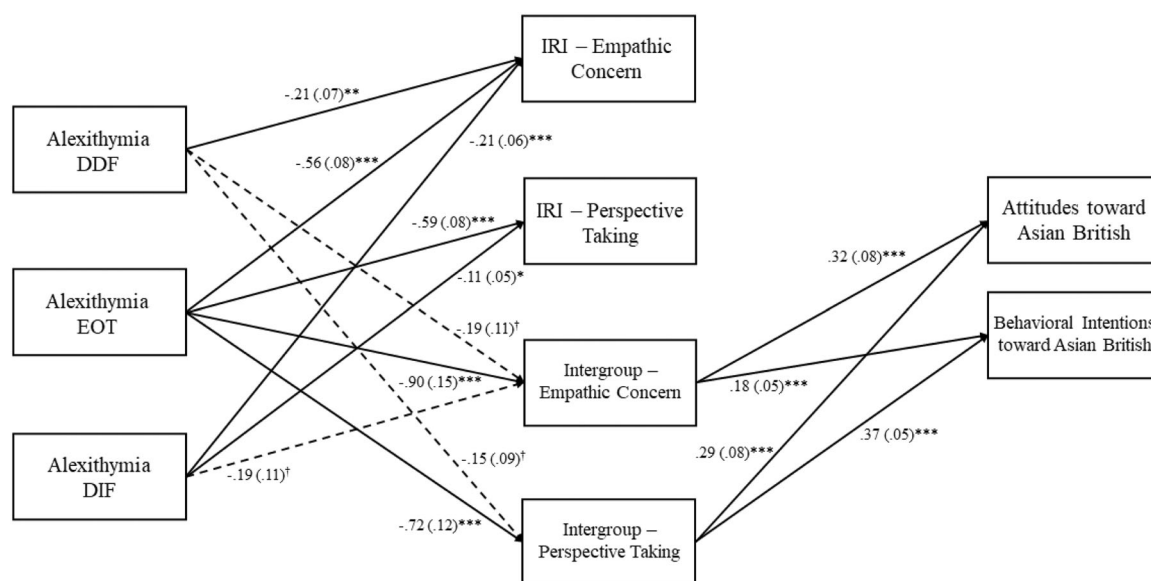 IRI – Empathic
Concern
-.21 (.07)**
Alexithymia
DDF
-.21 (.06)***
-.56 (.08)***
IRI – Perspective
Taking
Attitudes toward
Asian British
-.59 (.08)***
.32 (.08)***
-.11 (.05)*
Alexithymia
EOT
-.19 (.11)†
Behavioral Intentions
toward Asian British
Intergroup –
Empathic Concern
-.90 (.15)***
.18 (.05)***
.37 (.05)***
.29 (.08)***
-.15 (.09)†
Alexithymia
DIF
-.19 (.11)†
-.72 (.12)***
Intergroup –
Perspective Taking